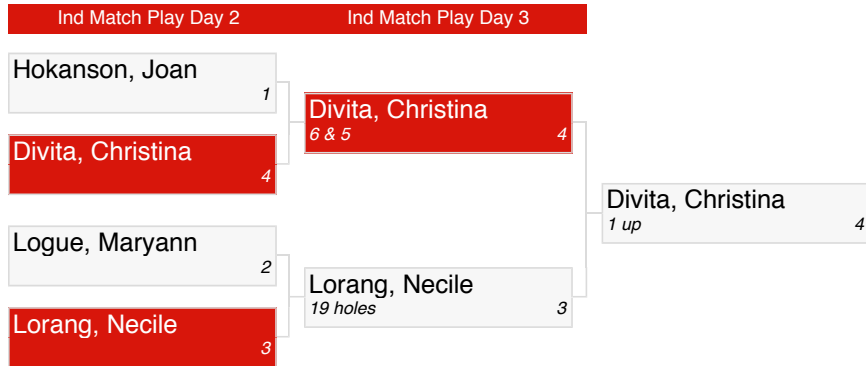 Ind Match Play Day 2
Ind Match Play Day 3
Hokanson, Joan
1
Divita, Christina
4
Logue, Maryann
2
Lorang, Necile
3
Divita, Christina
6 & 5 4
Lorang, Necile
19 holes 3
Divita, Christina
1 up 4